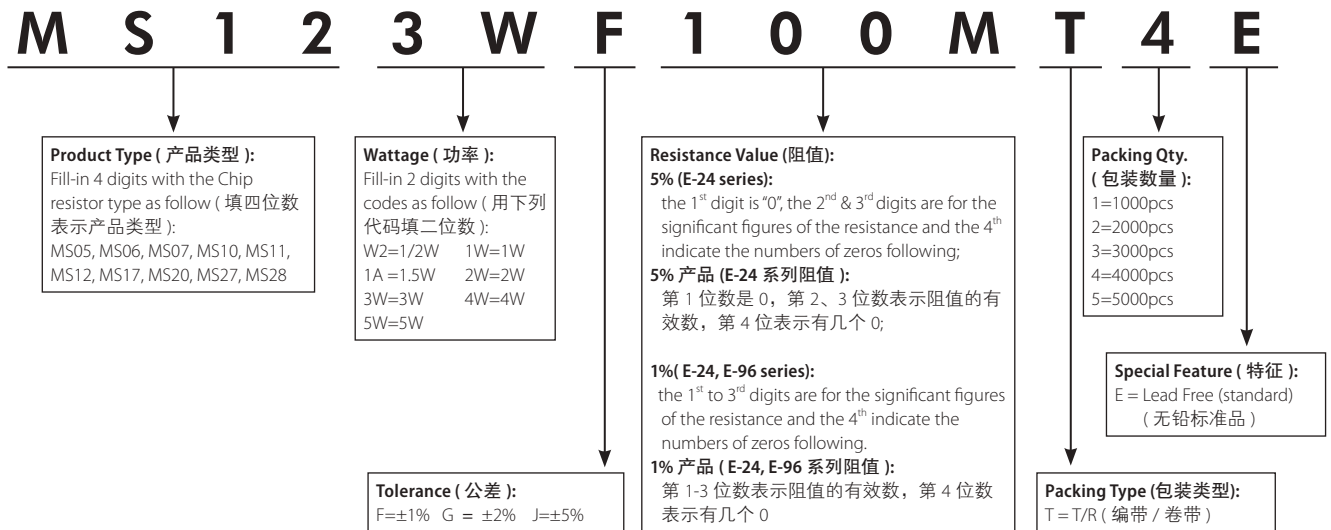 M S 1 2 3 W F 1 0 0 M T 4 E
Product Type ( 产品类型 ):
Fill-in 4 digits with the Chip
resistor type as follow ( 填四位数
表示产品类型 ):
MS05, MS06, MS07, MS10, MS11,
MS12, MS17, MS20, MS27, MS28
Wattage ( 功率 ):
Fill-in 2 digits with the
codes as follow ( 用下列
代码填二位数 ):
W2=1/2W 1W=1W
1A =1.5W 2W=2W
3W=3W 4W=4W
5W=5W
Tolerance ( 公差 ):
F=±1% G = ±2% J=±5%
Resistance Value (阻值):
5% (E-24 series):
the 1st digit is "0", the 2nd & 3rd digits are for the
significant figures of the resistance and the 4th
indicate the numbers of zeros following;
5% 产品 (E-24 系列阻值 ):
第 1 位数是 0，第 2、3 位数表示阻值的有
效数，第 4 位表示有几个 0;
1%( E-24, E-96 series):
the 1st to 3rd digits are for the significant figures
of the resistance and the 4th indicate the
numbers of zeros following.
1% 产品 ( E-24, E-96 系列阻值 ):
第 1-3 位数表示阻值的有效数，第 4 位数
表示有几个 0
Packing Qty.
( 包装数量 ):
1=1000pcs
2=2000pcs
3=3000pcs
4=4000pcs
5=5000pcs
Special Feature ( 特征 ):
E = Lead Free (standard)
( 无铅标准品 )
Packing Type (包装类型):
T = T/R ( 编带 / 卷带 )